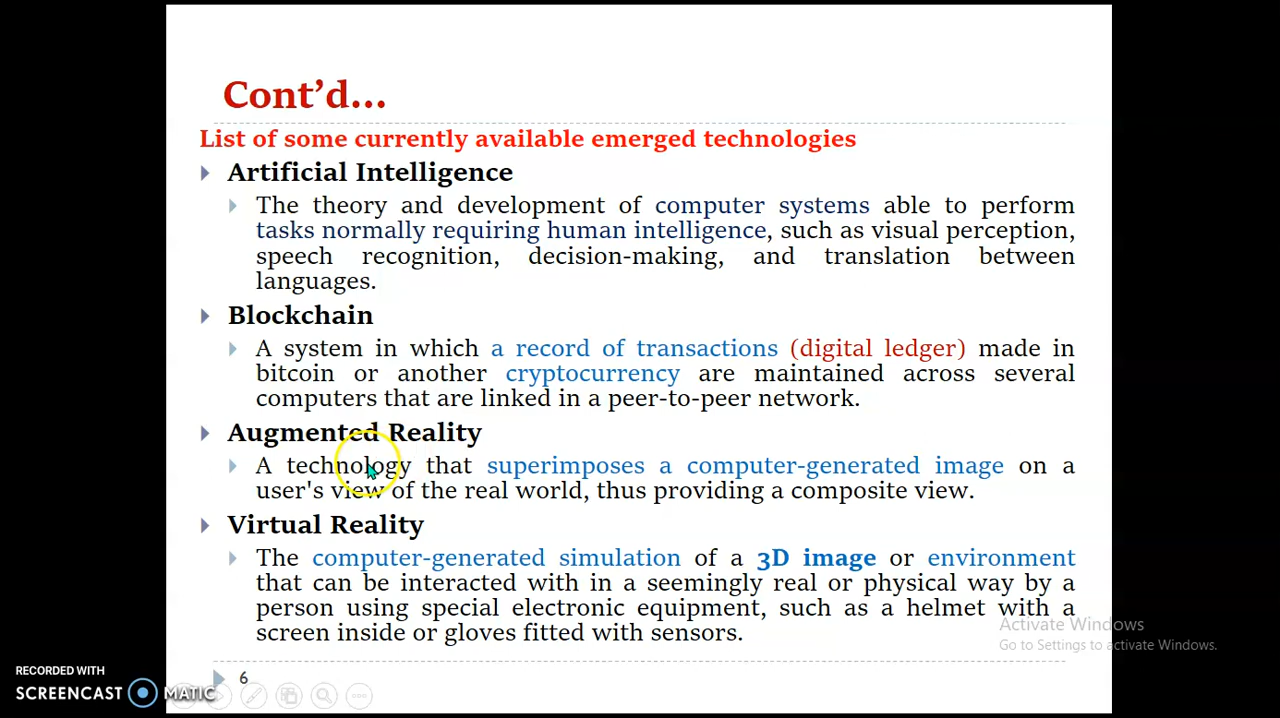 Cont’d...
List of some currently available emerged technologies
Artificial Intelligence
The theory and development of computer systems able to perform
tasks normally requiring human intelligence, such as visual perception,
speech recognition, decision-making, and translation between
languages.
Blockchain
A system in which a record of transactions (digital ledger) made in
bitcoin or another cryptocurrency are maintained across several
computers that are linked in a peer-to-peer network.
Augmented Reality
A technology that superimposes a computer-generated image on a
user's view of the real world, thus providing a composite view.
Virtual Reality
The computer-generated simulation of a 3D image or environment
that can be interacted with in a seemingly real or physical way by a
person using special electronic equipment, such as a helmet with a
screen inside or gloves fitted with sensors.
Activate Windows
Go to Settings to activate Windows.
6
RECORDED WITH
SCREENCAST MATIC